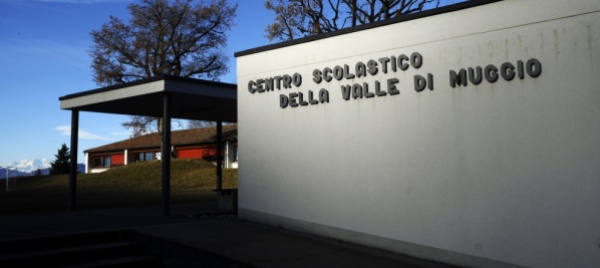 CENTRO SCOLASTICO
DELLA VALLE DI MUGGIO